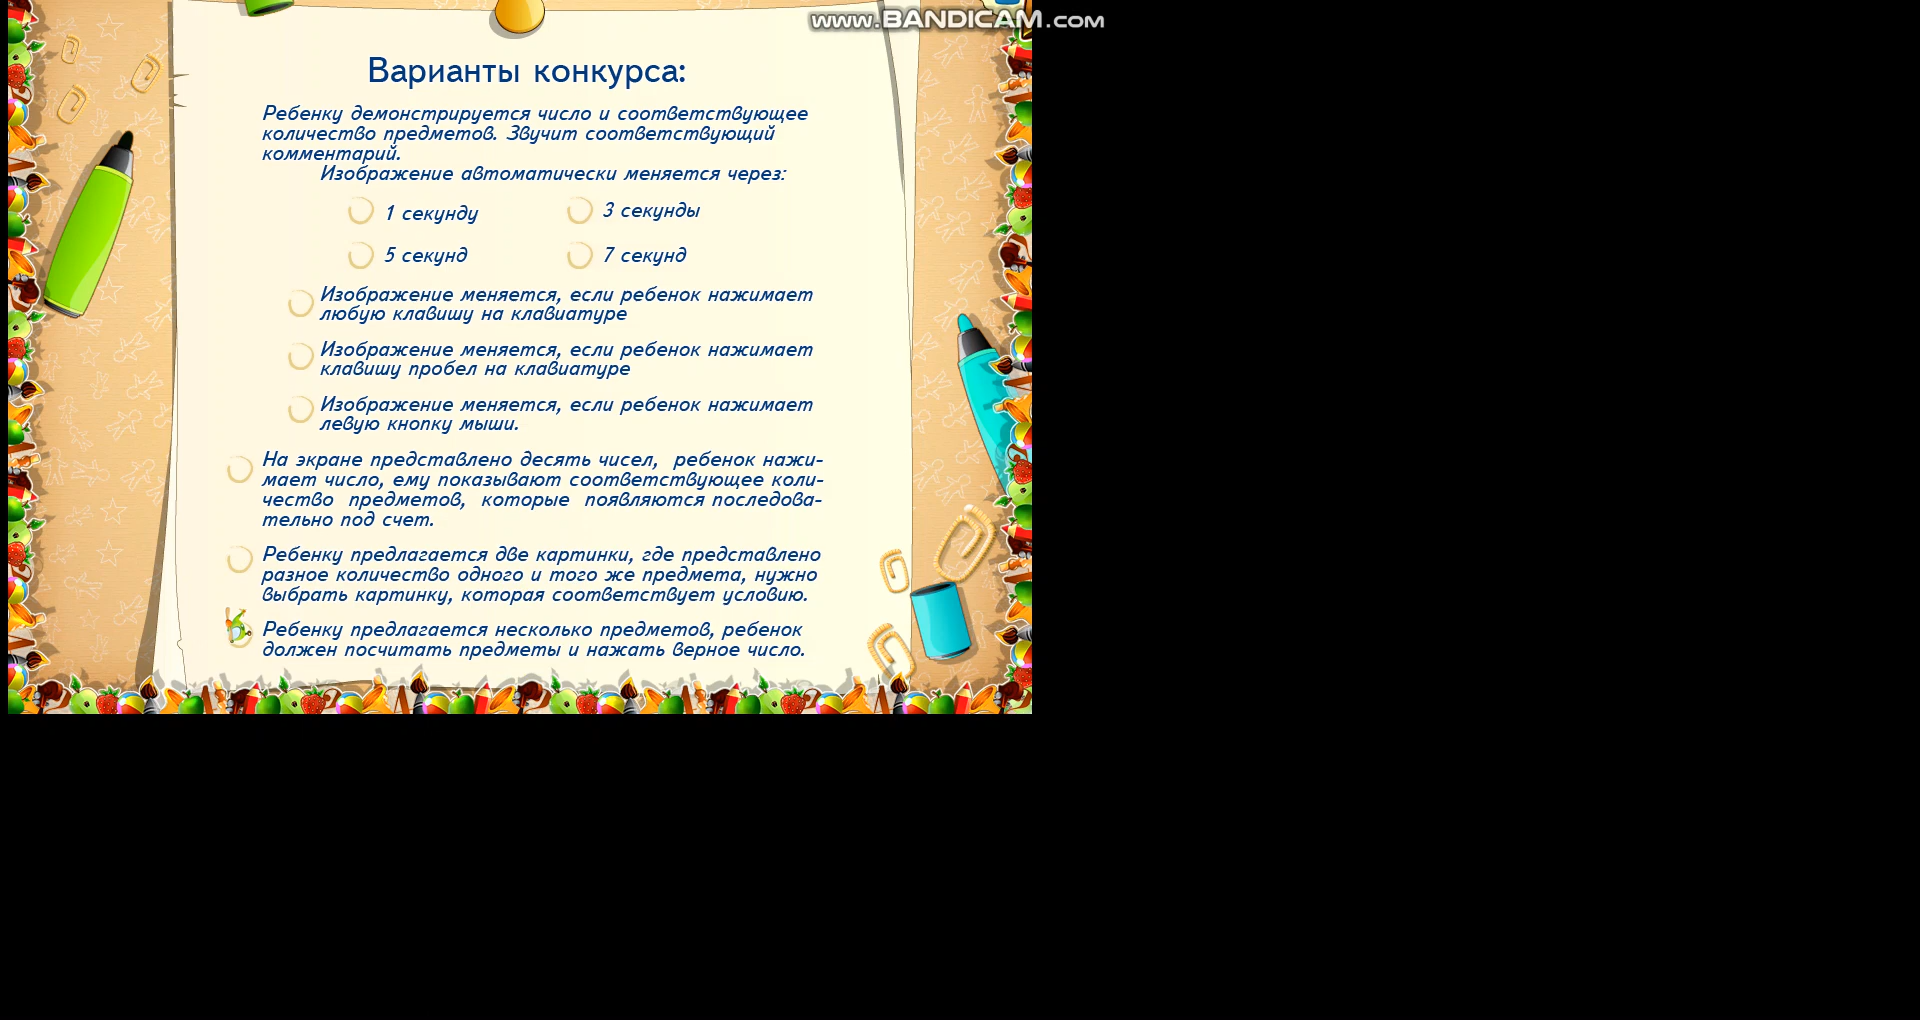 www.BANDICAM.com
Варианты конкурса:
Ребенку демонстрируется число и соответствующее
количество предметов. Звучит соответствующий
комментарий.
Изображение автоматически меняется через:
1 секунду
3 секунды
5 секунд
7 секунд
Изображение меняется, если ребенок нажимает
любую клавишу на клавиатуре
Изображение меняется, если ребенок нажимает
клавишу пробел на клавиатуре
Изображение меняется, если ребенок нажимает
левую кнопку мыши.
На экране представлено десять чисел, ребенок нажи-
мает число, ему показывают соответствующее коли-
чество предметов, которые появляются последова-
тельно под счет.
Ребенку предлагается две картинки, где представлено
разное количество одного и того же предмета, нужно
выбрать картинку, которая соответствует условию.
Ребенку предлагается несколько предметов, ребенок
должен посчитать предметы и нажать верное число.